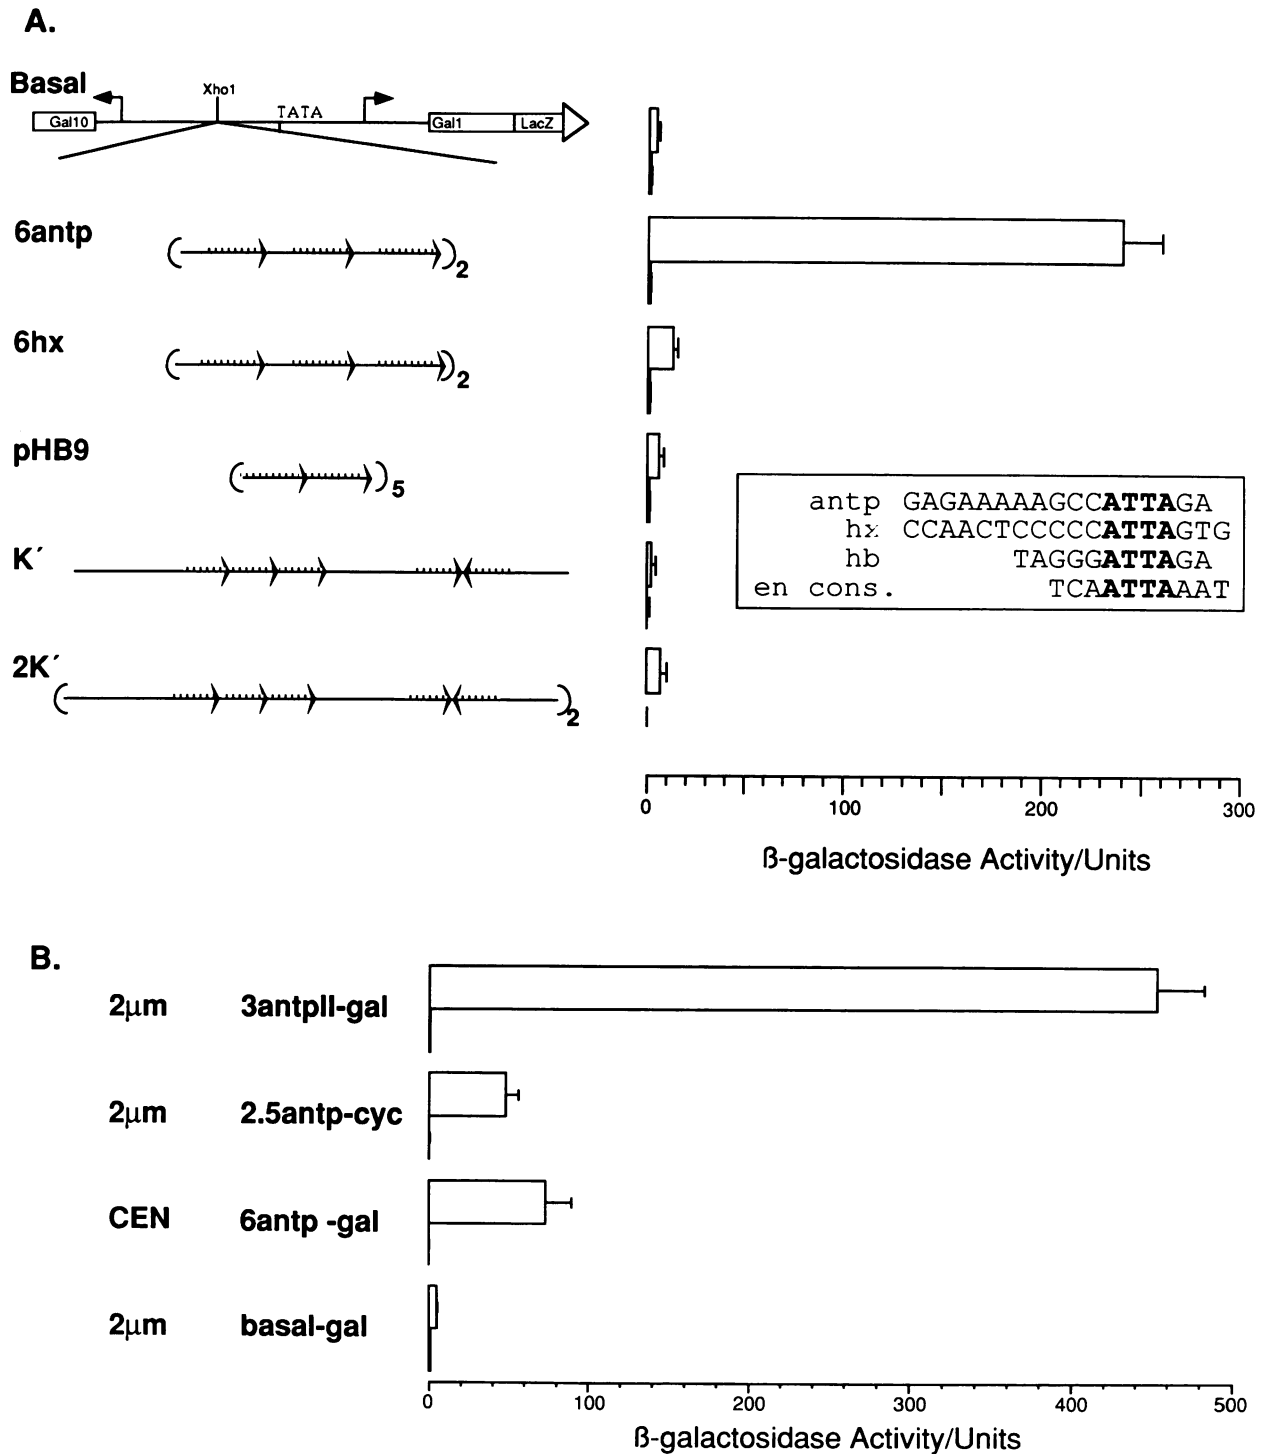 A.
Basal
Xho1
TATA
Gal10
Gal1
LacZ
6antp
2
6hx
2
pHB9
5
antp GAGAAAAAGCCATTAGA
hx CCAACTCCCCCATTAGTG
hb TAGGGATTAGA
en cons. TCAATTAAAT
K´
2K´
2
0 100 200 300
ß-galactosidase Activity/Units
B.
2µm 3antpII-gal
2µm 2.5antp-cyc
CEN 6antp -gal
2µm basal-gal
0 100 200 300 400 500
ß-galactosidase Activity/Units